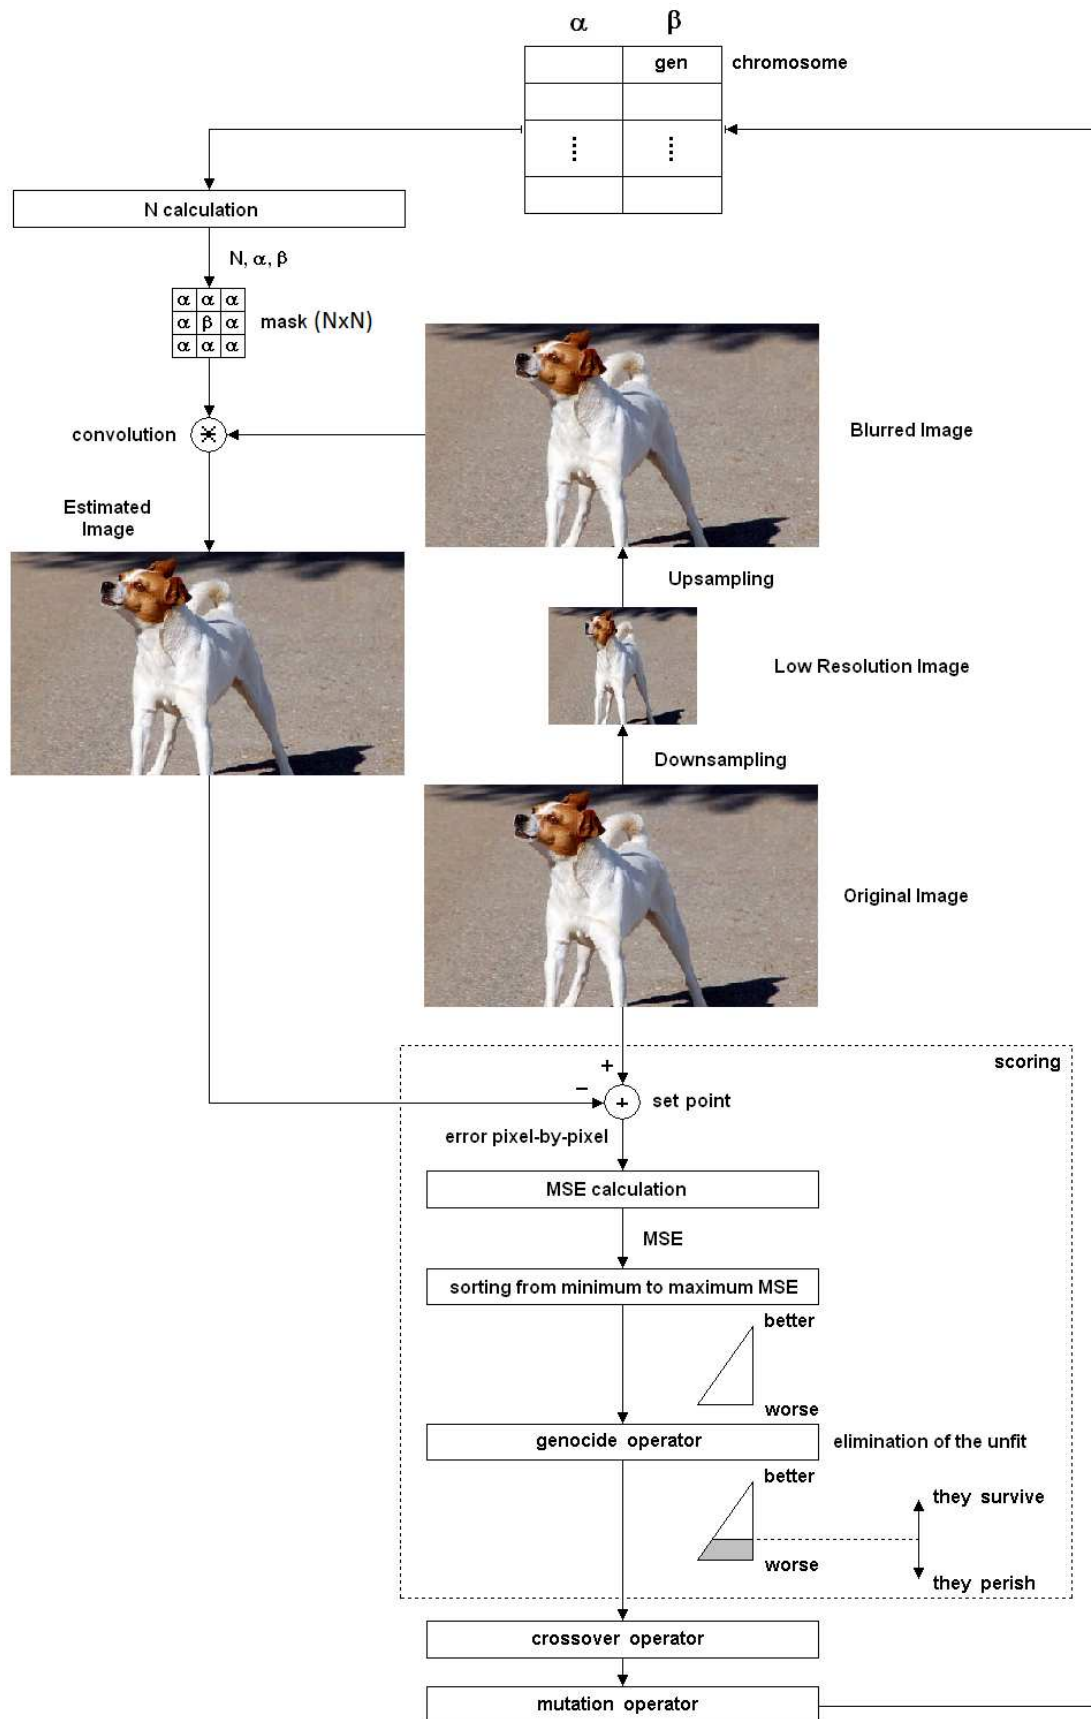 α β
gen chromosome
N calculation
N, α, β
α α α
α β α
α α α
mask (NxN)
convolution
Blurred Image
Estimated
Image
Upsampling
Low Resolution Image
Downsampling
Original Image
scoring
+
−
+
set point
error pixel-by-pixel
MSE calculation
MSE
sorting from minimum to maximum MSE
better
worse
genocide operator
elimination of the unfit
better
they survive
worse
they perish
crossover operator
mutation operator